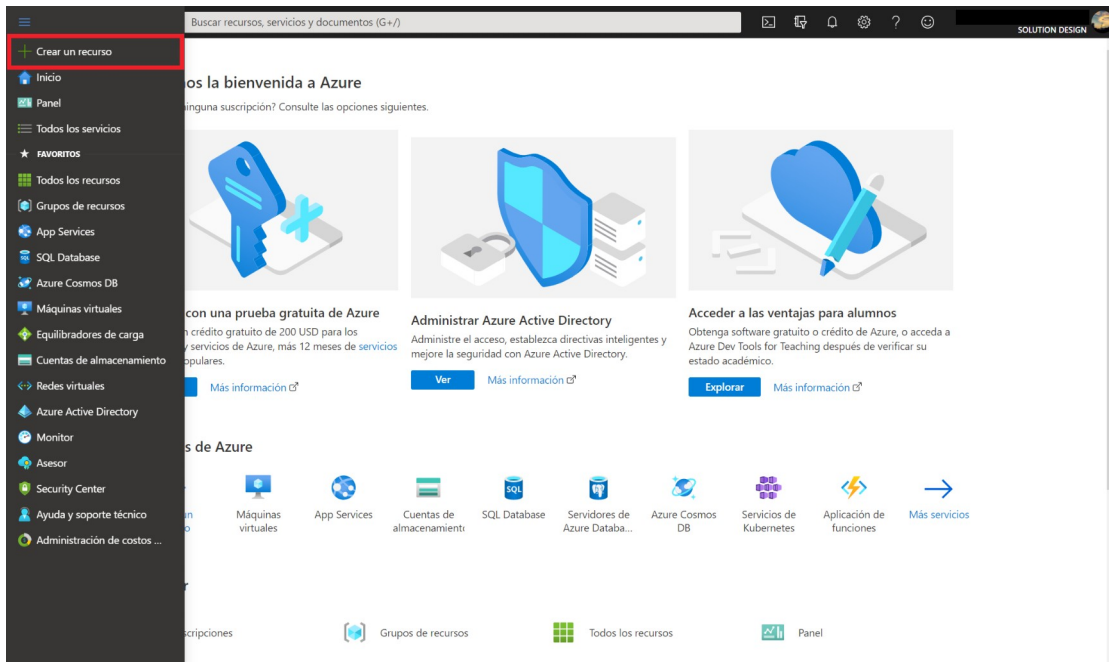 Buscar recursos, servicios y documentos (G+/)
SOLUTION DESIGN
Crear un recurso
Inicio
Panel
Todos los servicios
FAVORITOS
Todos los recursos
Grupos de recursos
App Services
SQL Database
Azure Cosmos DB
Máquinas virtuales
Equilibradores de carga
Cuentas de almacenamiento
Redes virtuales
Azure Active Directory
Monitor
Asesor
Security Center
Ayuda y soporte técnico
Administración de costos ...
os la bienvenida a Azure
ninguna suscripción? Consulte las opciones siguientes.
con una prueba gratuita de Azure
crédito gratuito de 200 USD para los
y servicios de Azure, más 12 meses de servicios
opulares.
Más información
Administrar Azure Active
Directory
Administre el acceso, establezca directivas inteligentes y
mejore la seguridad con Azure Active Directory.
Ver
Más información
Acceder a las ventajas para alumnos
Obtenga software gratuito o crédito de Azure, o acceda a
Azure Dev Tools for Teaching después de verificar su
estado académico.
Explorar
Más información
s de Azure
un
o
Máquinas
virtuales
App Services
Cuentas de
almacenamiento
SQL Database
SQL
Servidores de
Azure Databa...
Azure Cosmos
DB
Servicios de
Kubernetes
Aplicación de
funciones
Más servicios
r
scripciones
Grupos de recursos
Todos los recursos
Panel